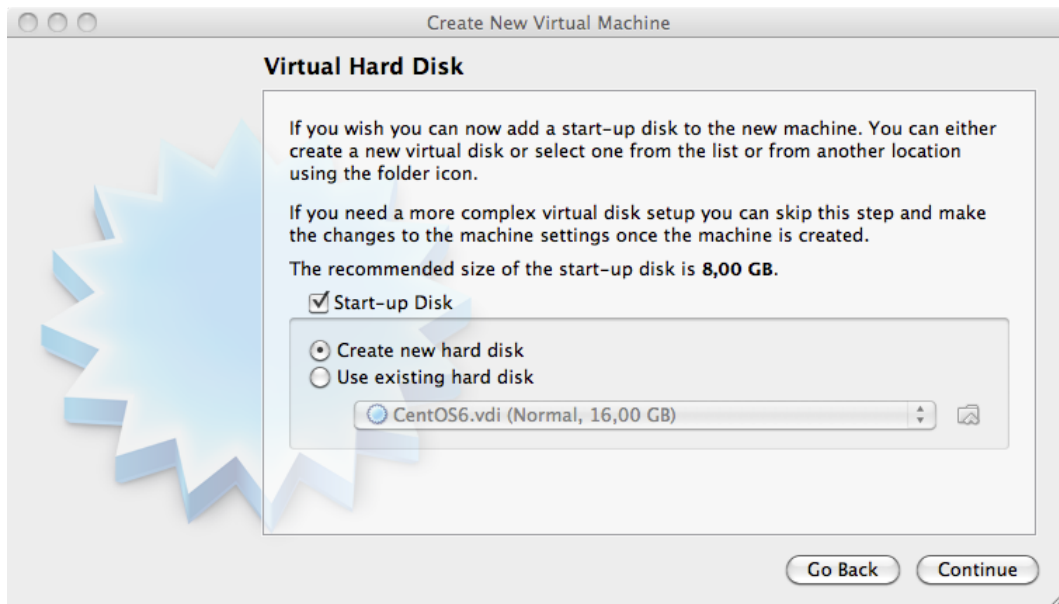 Create New Virtual Machine
Virtual Hard Disk
If you wish you can now add a start-up disk to the new machine. You can either
create a new virtual disk or select one from the list or from another location
using the folder icon.
If you need a more complex virtual disk setup you can skip this step and make
the changes to the machine settings once the machine is created.
The recommended size of the start-up disk is 8,00 GB.
Start-up Disk
Create new hard disk
Use existing hard disk
CentOS6.vdi (Normal, 16,00 GB)
Go Back
Continue